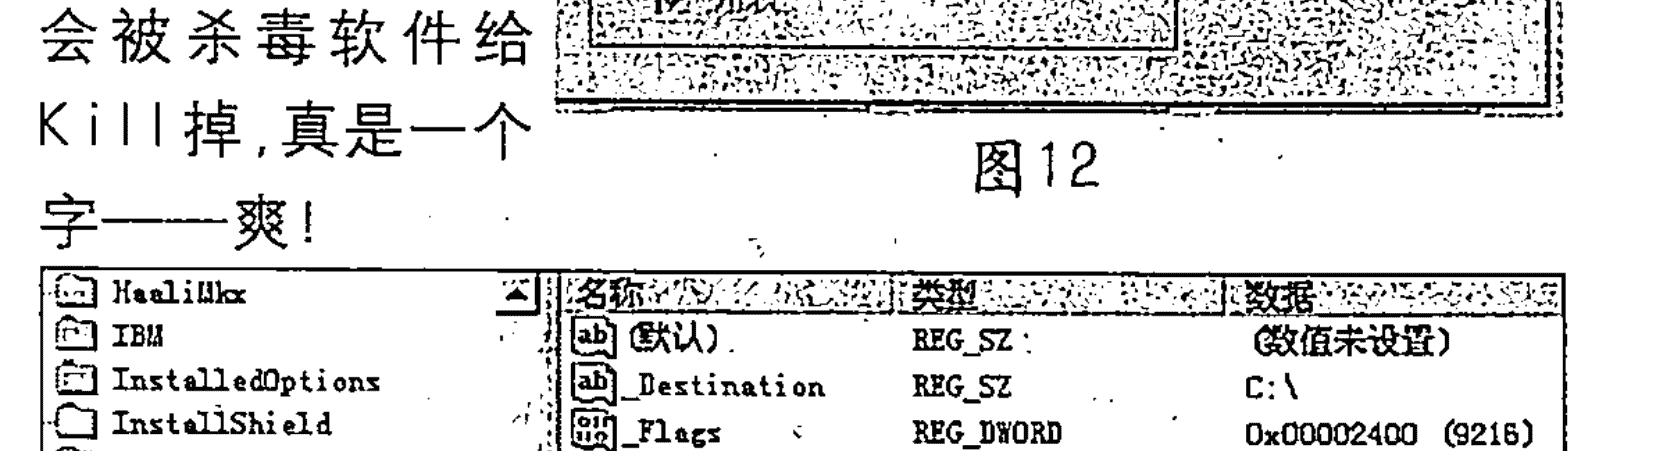 会被杀毒软件给
Kill掉,真是一个
字——爽!
图12
HaaliMkx
IBM
InstalledOptions
InstallShield
名称 类型 数据
(默认) REG_SZ (数值未设置)
_Destination REG_SZ C:\
_Flags REG_DWORD 0x00002400 (9216)